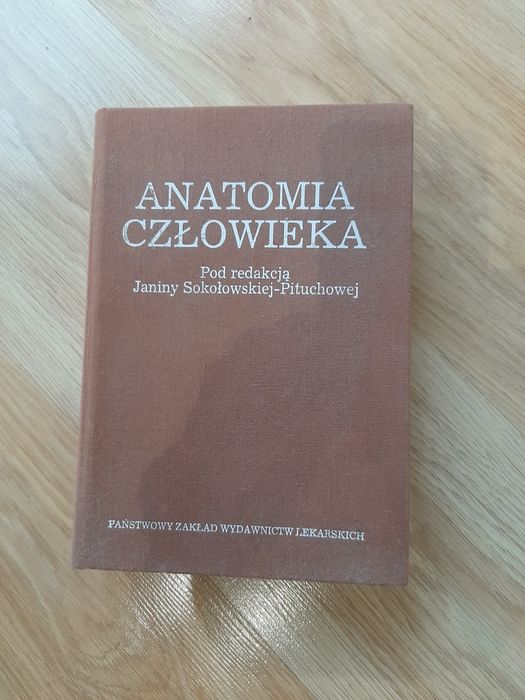 ANATOMIA
CZŁOWIEKA
Pod redakcją
Janiny Sokołowskiej-Pituchowej
PAŃSTWOWY ZAKŁAD WYDAWNICTW LEKARSKICH